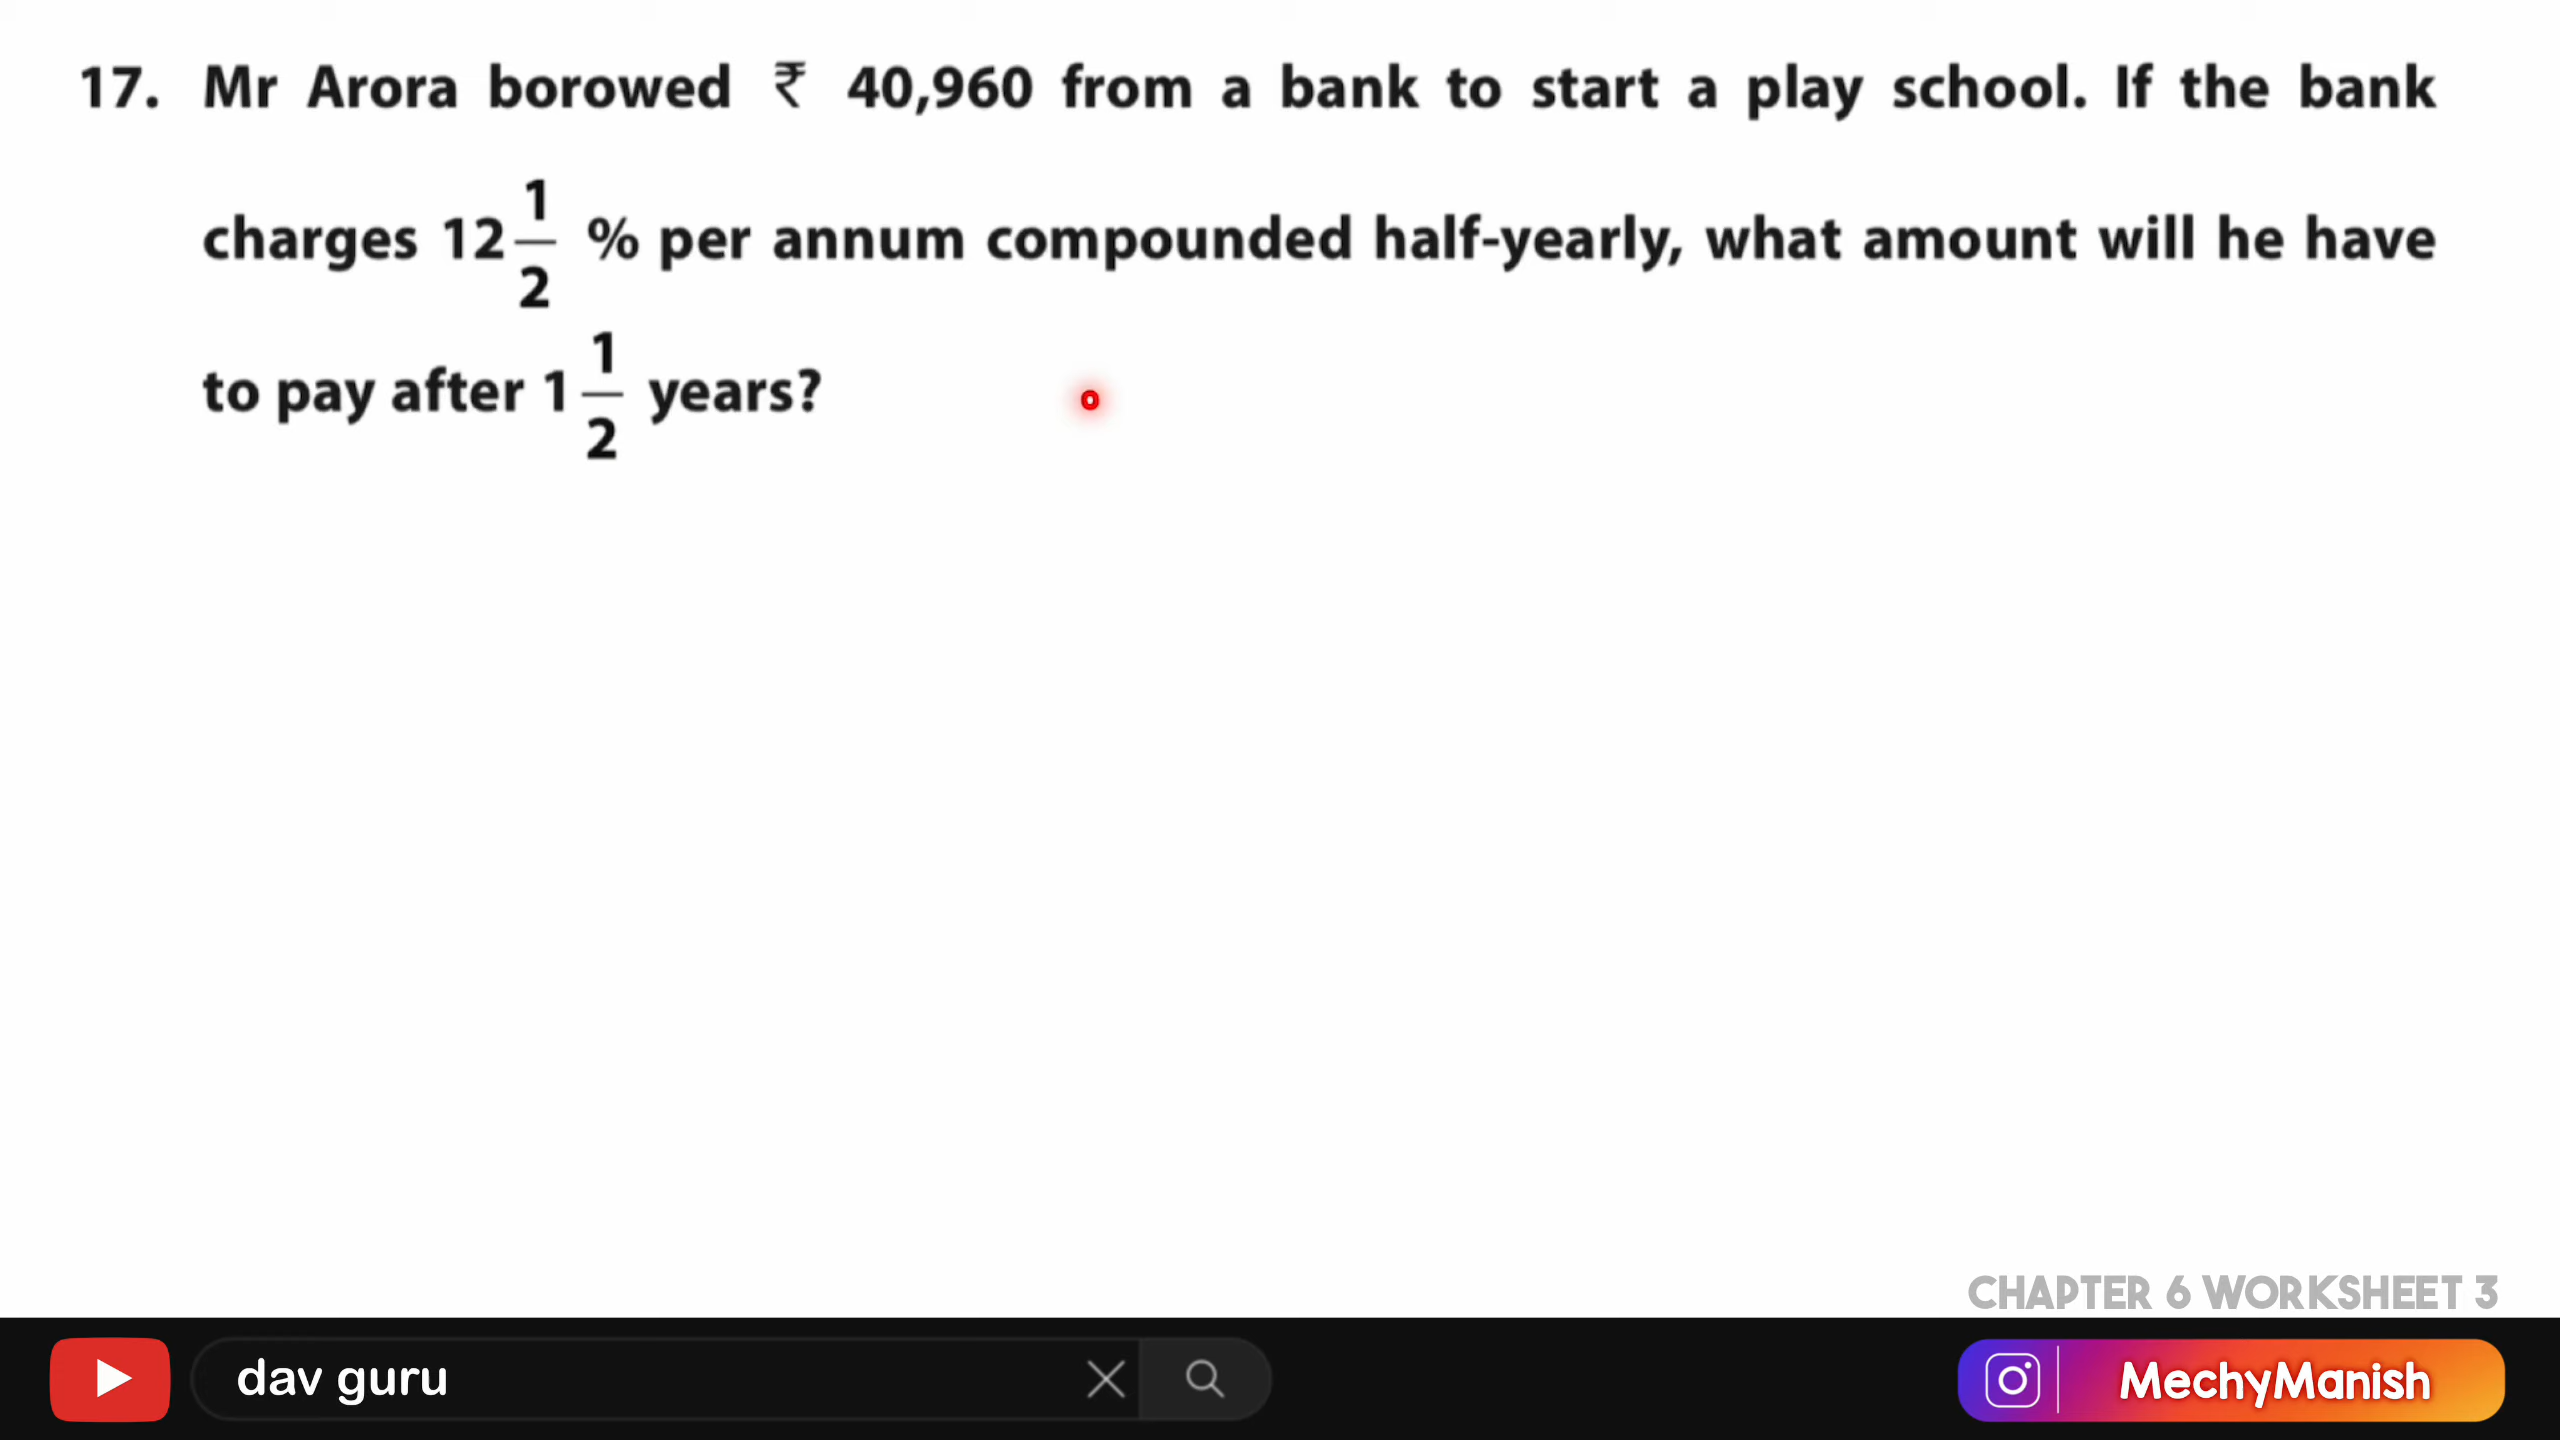 17. Mr Arora borowed ₹ 40,960 from a bank to start a play school. If the bank
charges 12 1/2 % per annum compounded half-yearly, what amount will he have
to pay after 1 1/2 years?
CHAPTER 6 WORKSHEET 3
dav guru
MechyManish